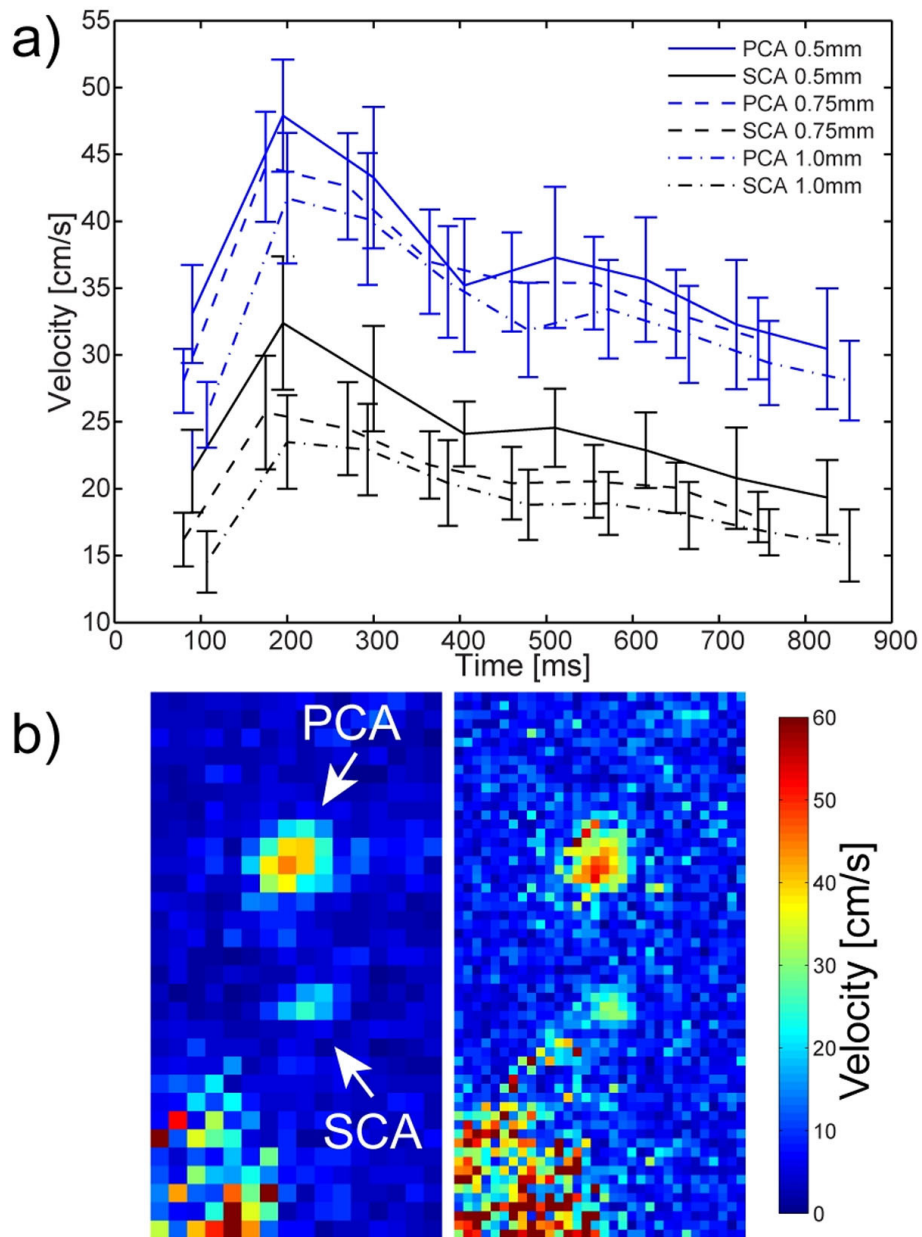 a)
Velocity [cm/s]
55
50
45
40
35
30
25
20
15
10
PCA 0.5mm
SCA 0.5mm
PCA 0.75mm
SCA 0.75mm
PCA 1.0mm
SCA 1.0mm
0 100 200 300 400 500 600 700 800 900
Time [ms]
b)
PCA
SCA
60
50
40
30
20
10
0
Velocity [cm/s]